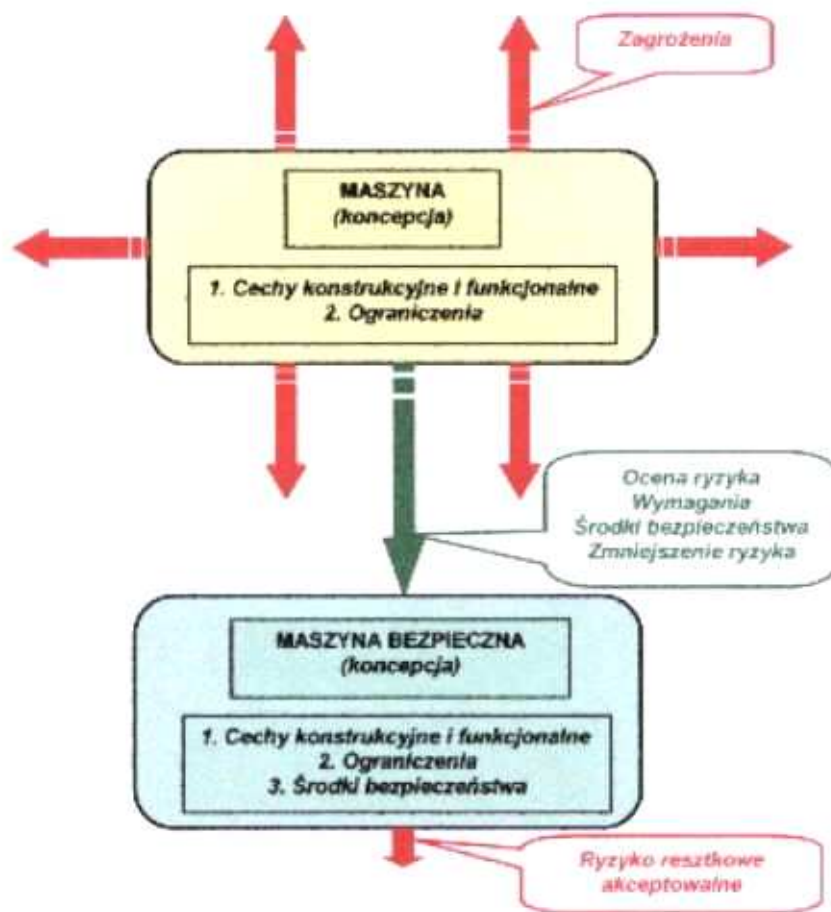 Zagrożenia
MASZYNA
(koncepcja)
1. Cechy konstrukcyjne i funkcjonalne
2. Ograniczenia
Ocena ryzyka
Wymagania
Środki bezpieczeństwa
Zmniejszenie ryzyka
MASZYNA BEZPIECZNA
(koncepcja)
1. Cechy konstrukcyjne i funkcjonalne
2. Ograniczenia
3. Środki bezpieczeństwa
Ryzyko resztkowe
akceptowalne